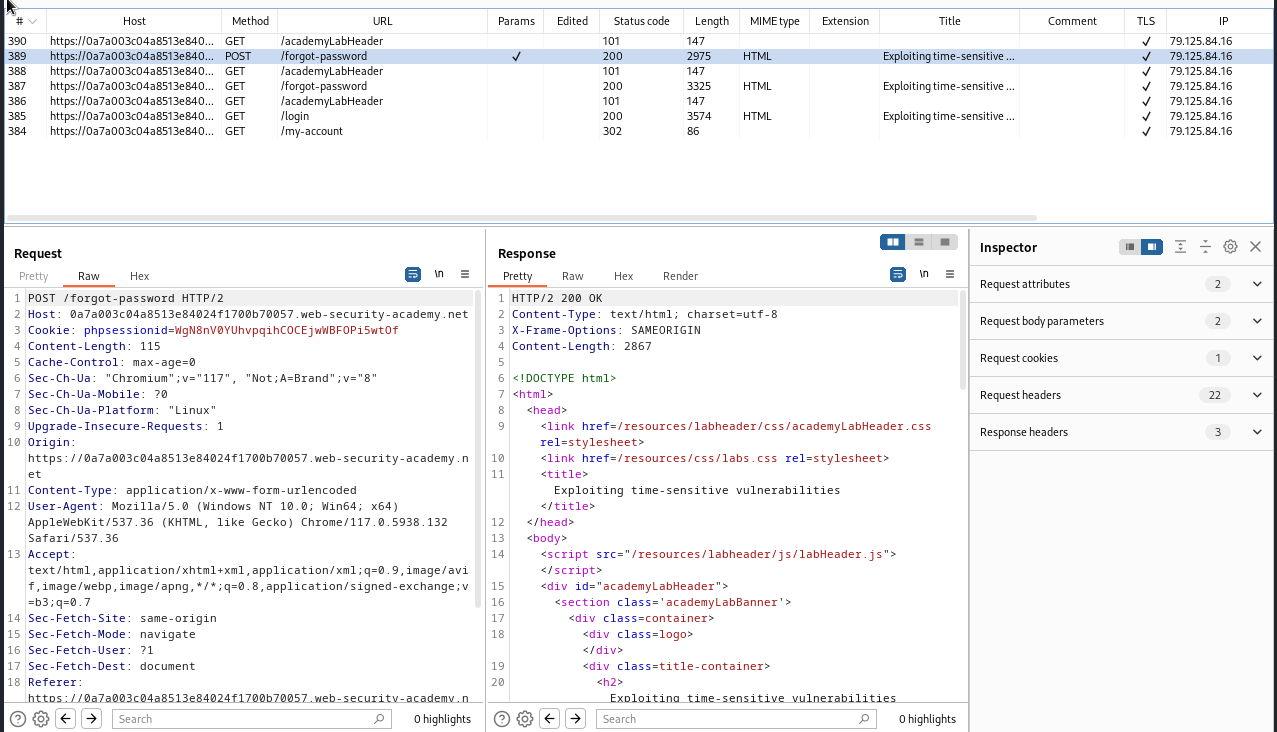 # Host Method URL Params Edited Status code Length MIME type Extension Title Comment TLS IP
390 https://0a7a003c04a8513e840... GET /academyLabHeader 101 147 ✓ 79.125.84.16
389 https://0a7a003c04a8513e840... POST /forgot-password ✓ 200 2975 HTML Exploiting time-sensitive ... ✓ 79.125.84.16
388 https://0a7a003c04a8513e840... GET /academyLabHeader 101 147 ✓ 79.125.84.16
387 https://0a7a003c04a8513e840... GET /forgot-password 200 3325 HTML Exploiting time-sensitive ... ✓ 79.125.84.16
386 https://0a7a003c04a8513e840... GET /academyLabHeader 101 147 ✓ 79.125.84.16
385 https://0a7a003c04a8513e840... GET /login 200 3574 HTML Exploiting time-sensitive ... ✓ 79.125.84.16
384 https://0a7a003c04a8513e840... GET /my-account 302 86 ✓ 79.125.84.16
Request
Pretty Raw Hex \n
1 POST /forgot-password HTTP/2
2 Host: 0a7a003c04a8513e84024f1700b70057.web-security-academy.net
3 Cookie: phpsessionid=WgN8nV0YUhvpqihCOCEjwWBFOPi5wtOf
4 Content-Length: 115
5 Cache-Control: max-age=0
6 Sec-Ch-Ua: "Chromium";v="117", "Not;A=Brand";v="8"
7 Sec-Ch-Ua-Mobile: ?0
8 Sec-Ch-Ua-Platform: "Linux"
9 Upgrade-Insecure-Requests: 1
10 Origin:
https://0a7a003c04a8513e84024f1700b70057.web-security-academy.n
et
11 Content-Type: application/x-www-form-urlencoded
12 User-Agent: Mozilla/5.0 (Windows NT 10.0; Win64; x64)
AppleWebKit/537.36 (KHTML, like Gecko) Chrome/117.0.5938.132
Safari/537.36
13 Accept:
text/html,application/xhtml+xml,application/xml;q=0.9,image/avi
f,image/webp,image/apng,*/*;q=0.8,application/signed-exchange;v
=b3;q=0.7
14 Sec-Fetch-Site: same-origin
15 Sec-Fetch-Mode: navigate
16 Sec-Fetch-User: ?1
17 Sec-Fetch-Dest: document
18 Referer:
https://0a7a003c04a8513e84024f1700b70057.web-security-academy.n
Search 0 highlights
Response
Pretty Raw Hex Render \n
1 HTTP/2 200 OK
2 Content-Type: text/html; charset=utf-8
3 X-Frame-Options: SAMEORIGIN
4 Content-Length: 2867
5
6 <!DOCTYPE html>
7 <html>
8 <head>
9 <link href=/resources/labheader/css/academyLabHeader.css
rel=stylesheet>
10 <link href=/resources/css/labs.css rel=stylesheet>
11 <title>
Exploiting time-sensitive vulnerabilities
</title>
12 </head>
13 <body>
14 <script src="/resources/labheader/js/labHeader.js">
</script>
15 <div id="academyLabHeader">
16 <section class='academyLabBanner'>
17 <div class=container>
18 <div class=logo>
</div>
19 <div class=title-container>
20 <h2>
Exploiting time-sensitive vulnerabilities
Search 0 highlights
Inspector
Request attributes 2
Request body parameters 2
Request cookies 1
Request headers 22
Response headers 3